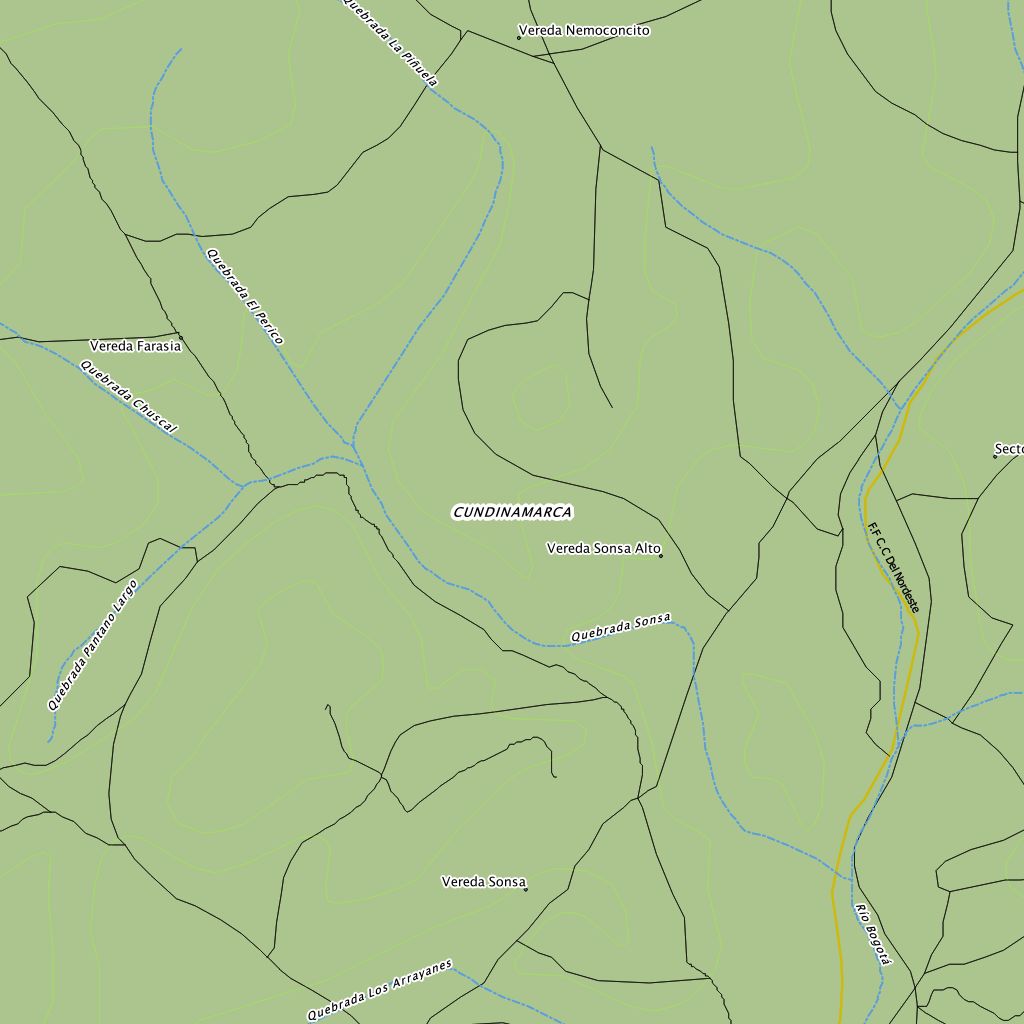 Quebrada La Piñuela
Vereda Nemoconcito
Quebrada El Perico
Vereda Farasia
Quebrada Chuscal
Secto
CUNDINAMARCA
Vereda Sonsa Alto
F.F C.C Del Nordeste
Quebrada Pantano Largo
Quebrada Sonsa
Vereda Sonsa
Río Bogotá
Quebrada Los Arrayanes